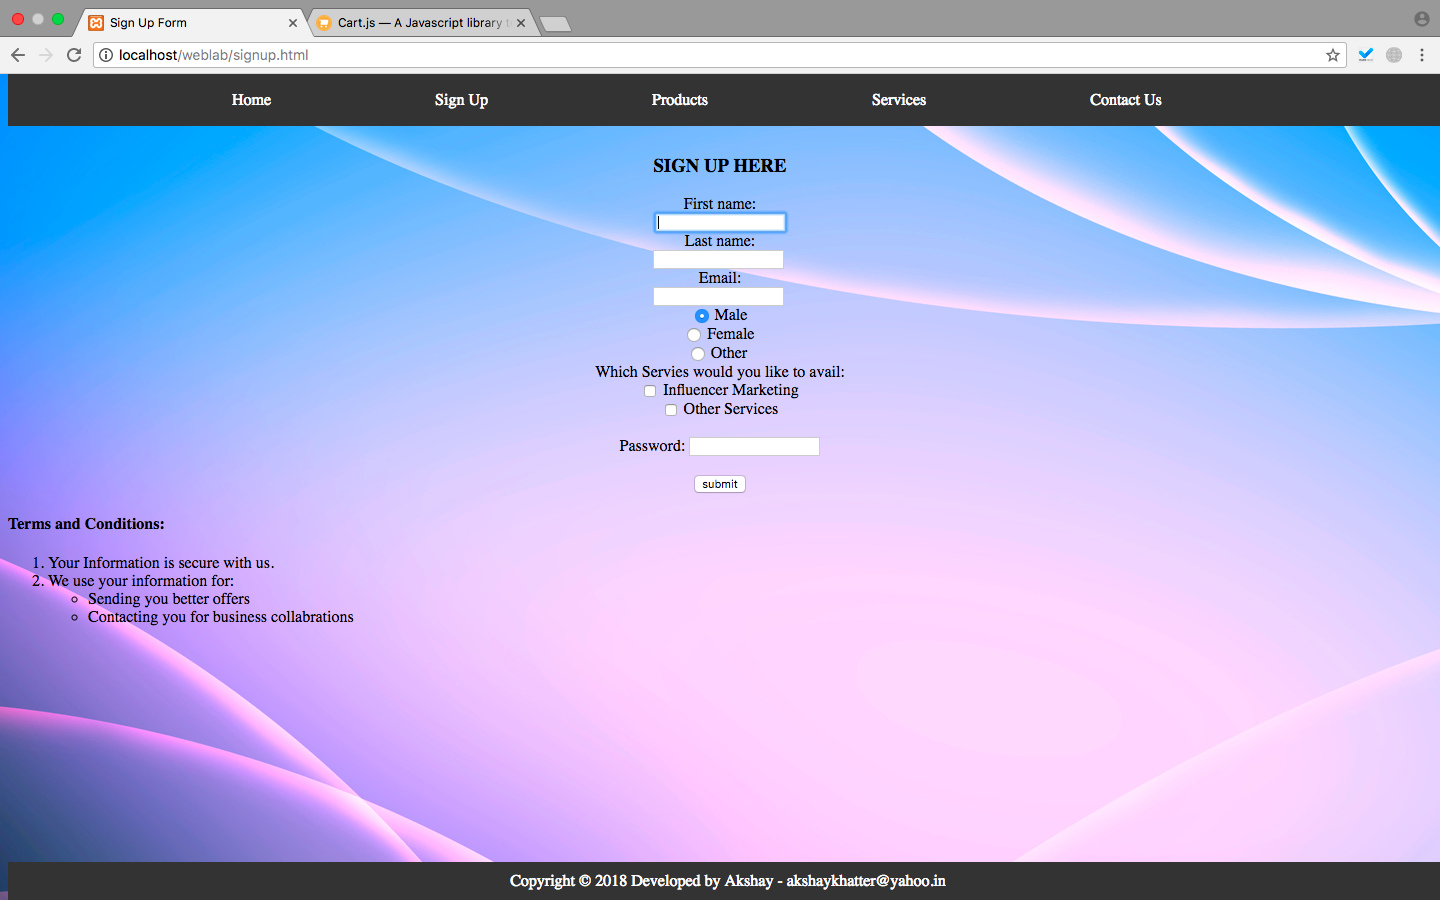 Sign Up Form
Cart.js — A Javascript library t
localhost/weblab/signup.html
Home Sign Up Products Services Contact Us
SIGN UP HERE
First name:
Last name:
Email:
Male
Female
Other
Which Servies would you like to avail:
Influencer Marketing
Other Services
Password:
submit
Terms and Conditions:
1. Your Information is secure with us.
2. We use your information for:
Sending you better offers
Contacting you for business collabrations
Copyright © 2018 Developed by Akshay - akshaykhatter@yahoo.in